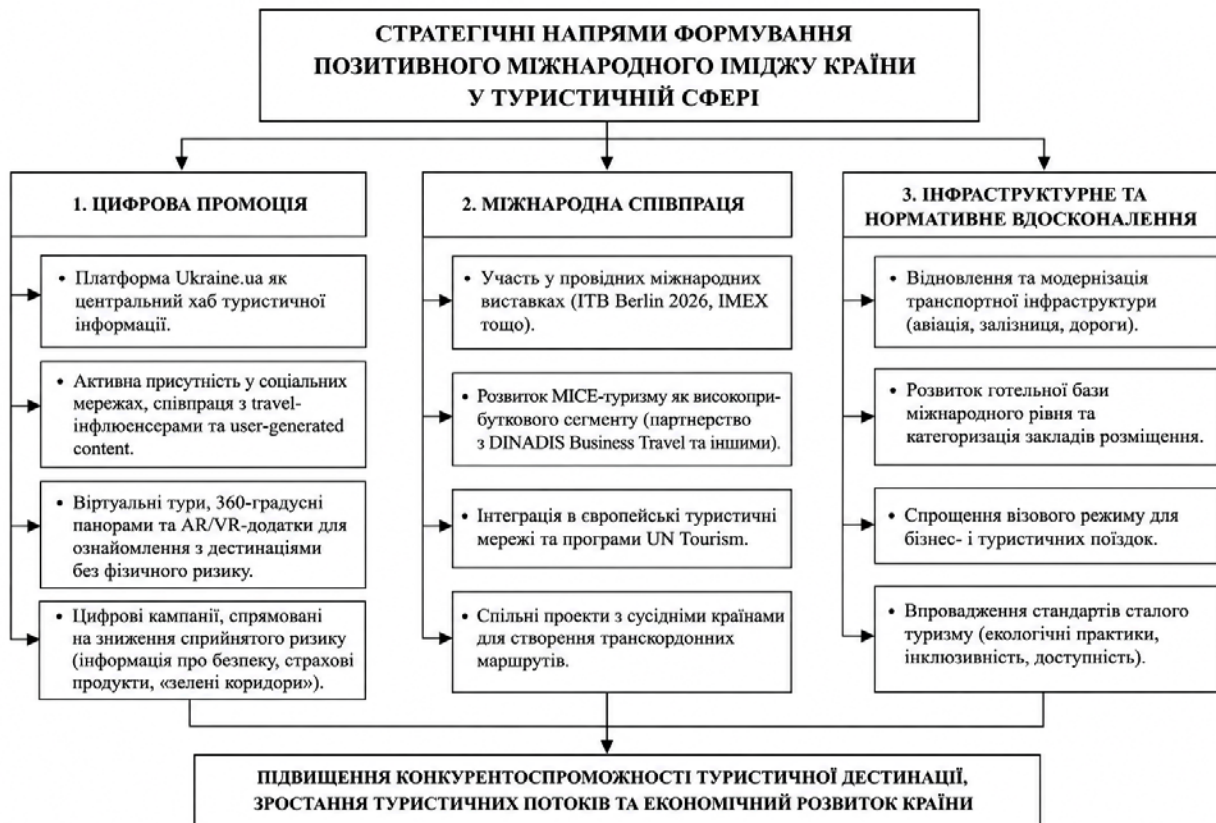 СТРАТЕГІЧНІ НАПРЯМИ ФОРМУВАННЯ
ПОЗИТИВНОГО МІЖНАРОДНОГО ІМІДЖУ КРАЇНИ
У ТУРИСТИЧНІЙ СФЕРІ
1. ЦИФРОВА ПРОМОЦІЯ
• Платформа Ukraine.ua як
центральний хаб туристичної
інформації.
• Активна присутність у соціальних
мережах, співпраця з travel-
інфлюенсерами та user-generated
content.
• Віртуальні тури, 360-градусні
панорами та AR/VR-додатки для
ознайомлення з дестинаціями
без фізичного ризику.
• Цифрові кампанії, спрямовані
на зниження сприйнятого ризику
(інформація про безпеку, страхові
продукти, «зелені коридори»).
2. МІЖНАРОДНА СПІВПРАЦЯ
• Участь у провідних міжнародних
виставках (ITB Berlin 2026, IMEX
тощо).
• Розвиток MICE-туризму як високопри-
буткового сегменту (партнерство
з DINADIS Business Travel та іншими).
• Інтеграція в європейські туристичні
мережі та програми UN Tourism.
• Спільні проекти з сусідніми країнами
для створення транскордонних
маршрутів.
3. ІНФРАСТРУКТУРНЕ ТА
НОРМАТИВНЕ ВДОСКОНАЛЕННЯ
• Відновлення та модернізація
транспортної інфраструктури
(авіація, залізниця, дороги).
• Розвиток готельної бази
міжнародного рівня та
категоризація закладів розміщення.
• Спрощення візового режиму для
бізнес- і туристичних поїздок.
• Впровадження стандартів сталого
туризму (екологічні практики,
інклюзивність, доступність).
ПІДВИЩЕННЯ КОНКУРЕНТОСПРОМОЖНОСТІ ТУРИСТИЧНОЇ ДЕСТИНАЦІЇ,
ЗРОСТАННЯ ТУРИСТИЧНИХ ПОТОКІВ ТА ЕКОНОМІЧНИЙ РОЗВИТОК КРАЇНИ